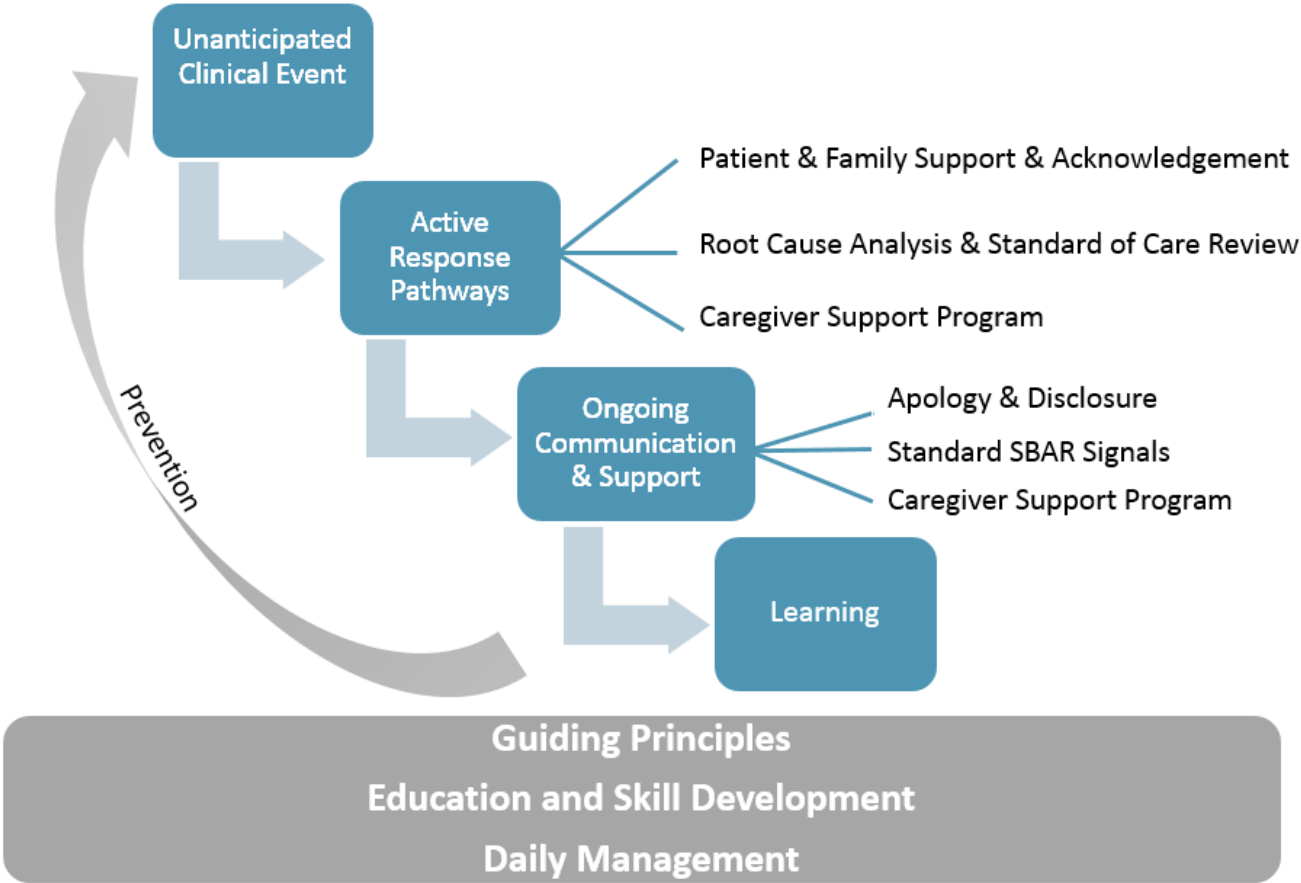 Unanticipated
Clinical Event
Patient & Family Support & Acknowledgement
Active
Response
Pathways
Root Cause Analysis & Standard of Care Review
Caregiver Support Program
Prevention
Ongoing
Communication
& Support
Apology & Disclosure
Standard SBAR Signals
Caregiver Support Program
Learning
Guiding Principles
Education and Skill Development
Daily Management